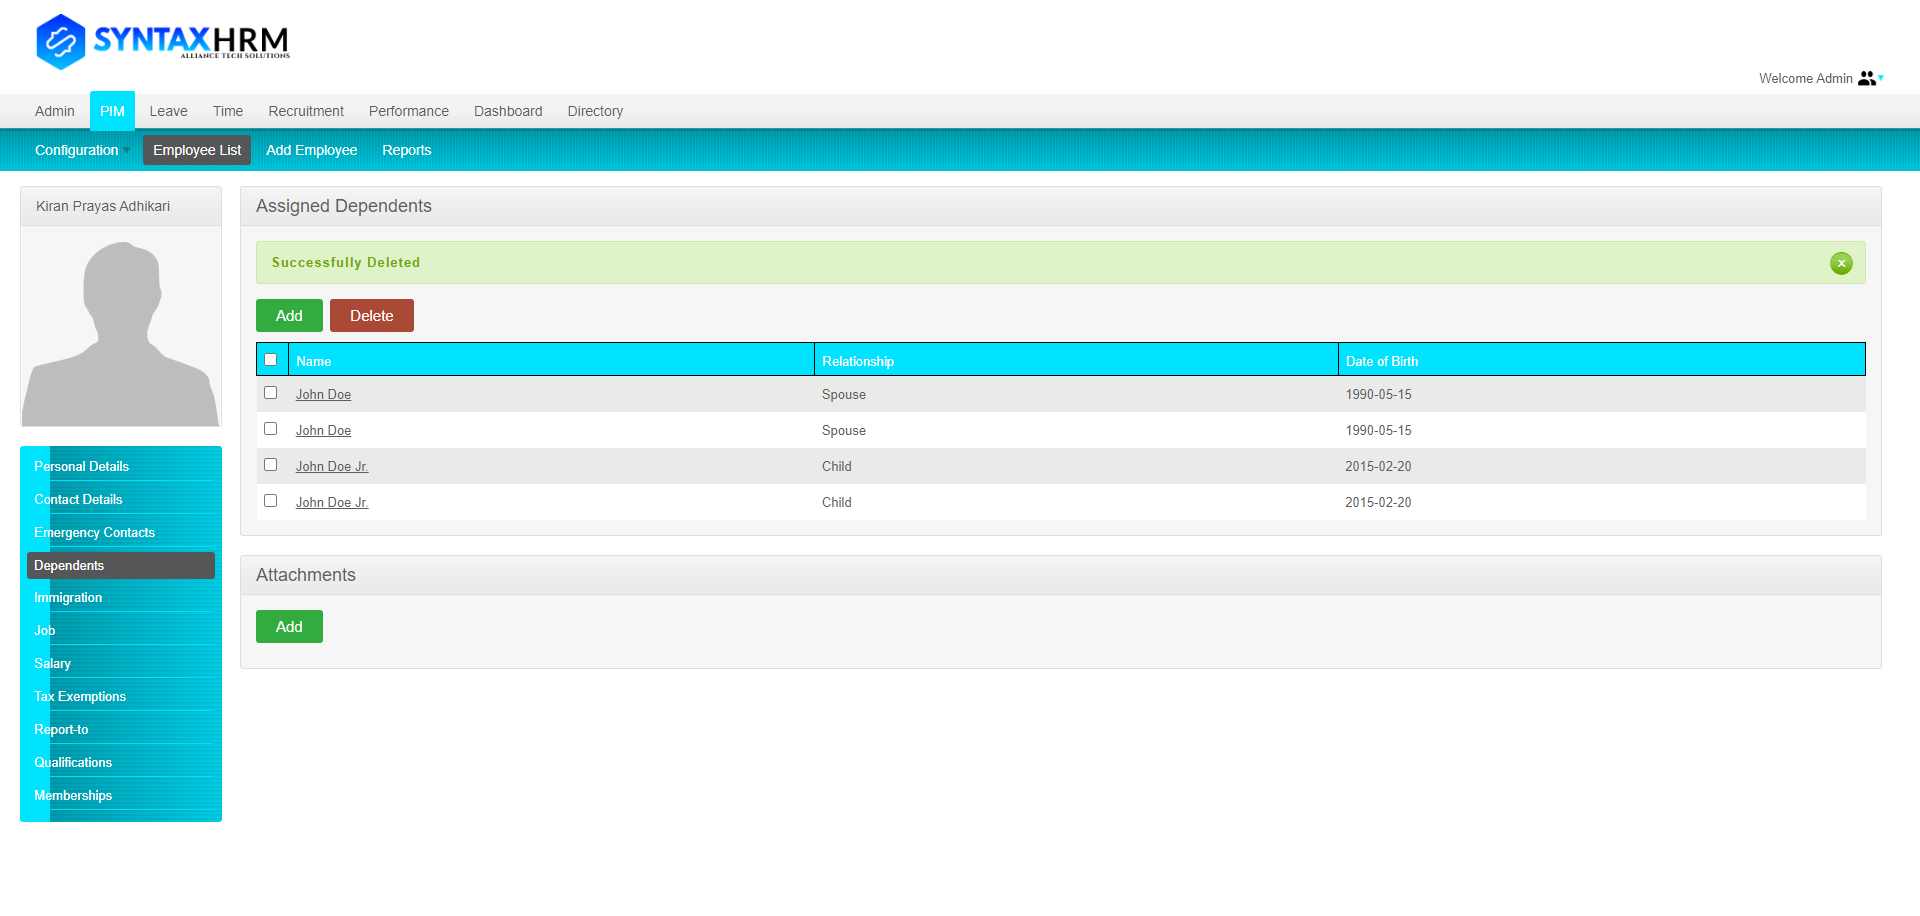 SYNTAXHRM
ALLIANCE TECH SOLUTIONS
Welcome Admin
Admin PIM Leave Time Recruitment Performance Dashboard Directory
Configuration Employee List Add Employee Reports
Kiran Prayas Adhikari
Personal Details
Contact Details
Emergency Contacts
Dependents
Immigration
Job
Salary
Tax Exemptions
Report-to
Qualifications
Memberships
Assigned Dependents
Successfully Deleted x
Add Delete
Name Relationship Date of Birth
John Doe Spouse 1990-05-15
John Doe Spouse 1990-05-15
John Doe Jr. Child 2015-02-20
John Doe Jr. Child 2015-02-20
Attachments
Add